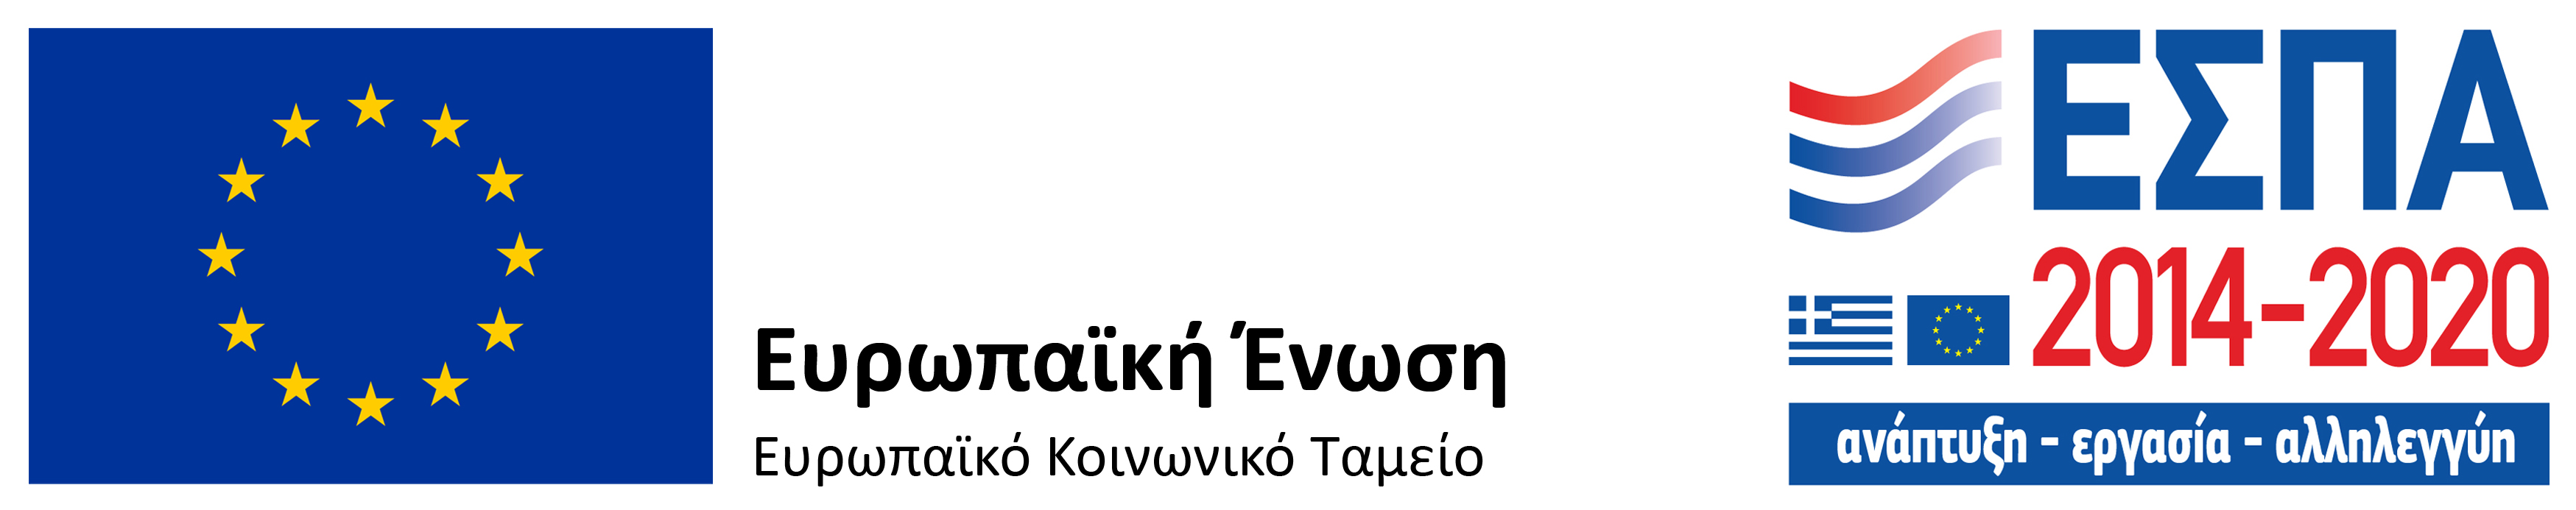 Ευρωπαϊκή Ένωση
Ευρωπαϊκό Κοινωνικό Ταμείο
ΕΣΠΑ
2014-2020
ανάπτυξη - εργασία - αλληλεγγύη